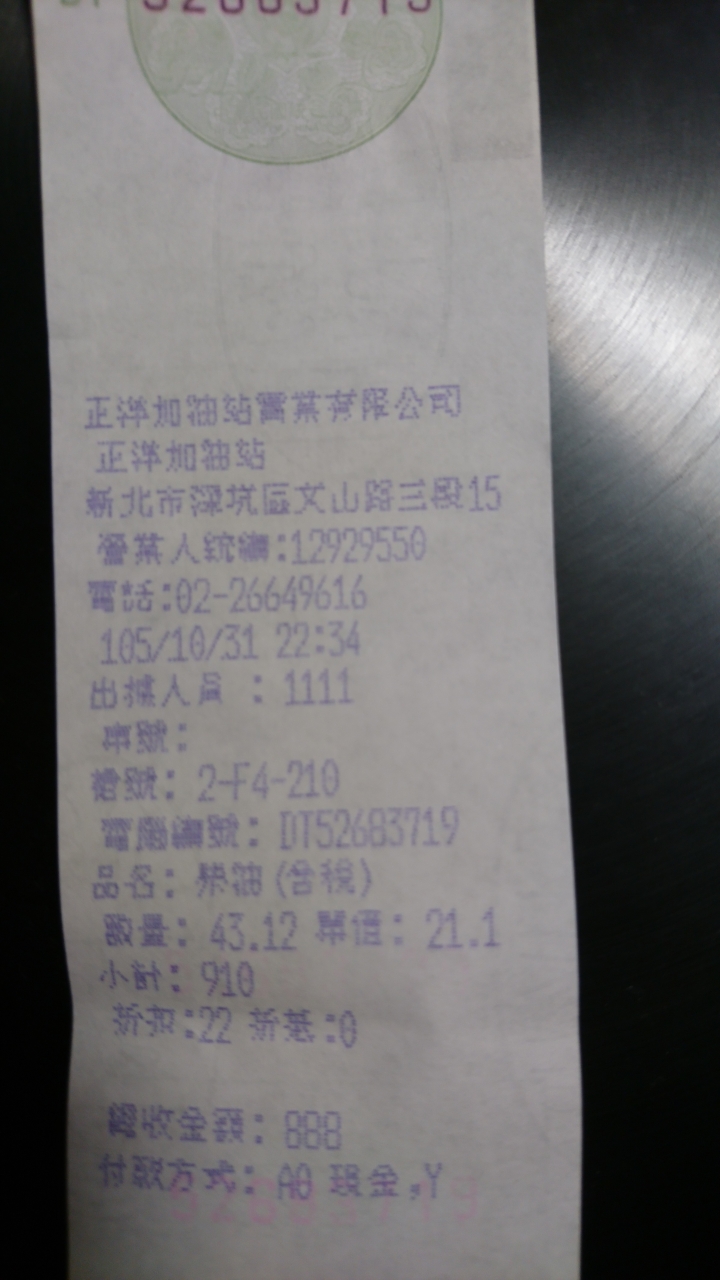 52683719
正洋加油站實業有限公司
正洋加油站
新北市深坑區文山路三段15
營業人統編:12929550
電話:02-26649616
105/10/31 22:34
出據人員 : 1111
車號:
槍號: 2-F4-210
電腦編號: DT52683719
品名: 柴油(含稅)
數量: 43.12 單價: 21.1
小計: 910
折扣:22 折抵:0
總收金額: 888
付款方式: A0 現金,Y
52683719